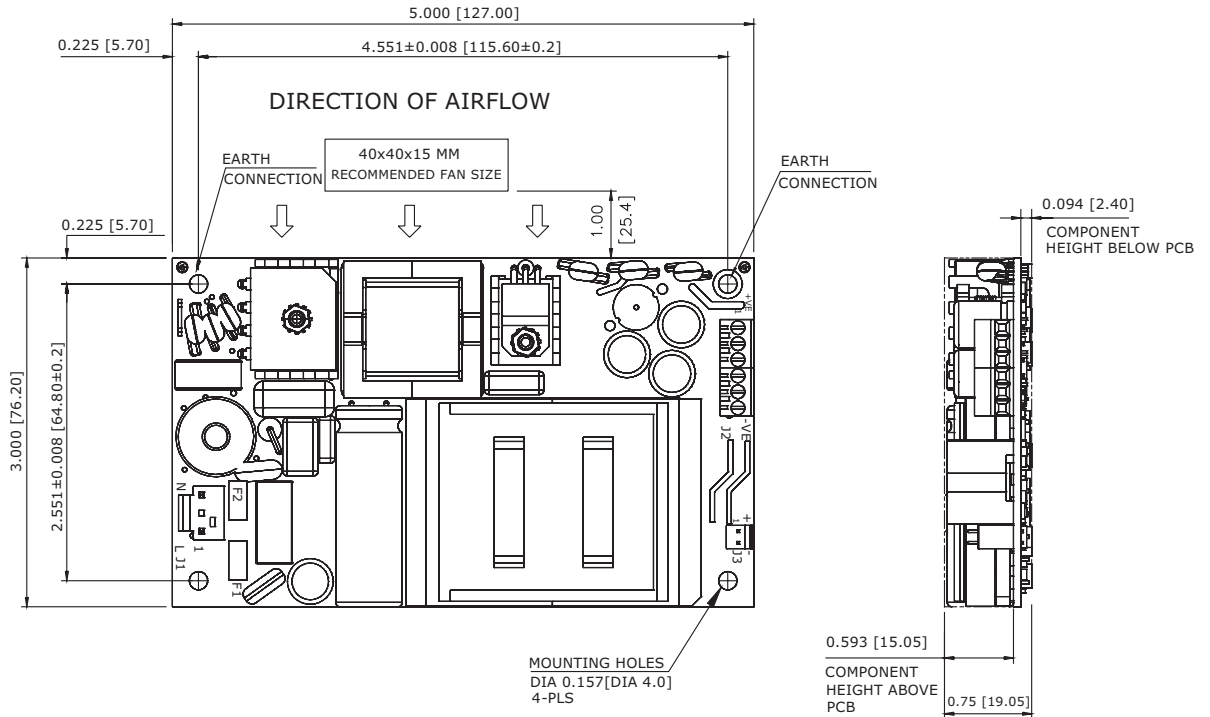 5.000 [127.00]
0.225 [5.70]
4.551±0.008 [115.60±0.2]
DIRECTION OF AIRFLOW
40x40x15 MM
RECOMMENDED FAN SIZE
EARTH
CONNECTION
EARTH
CONNECTION
1.00
[25.4]
0.225 [5.70]
0.094 [2.40]
COMPONENT
HEIGHT BELOW PCB
3.000 [76.20]
2.551±0.008 [64.80±0.2]
+VE
1
-VE
J2
N
F2
1
L J1
F1
+
1
-
J3
MOUNTING HOLES
DIA 0.157[DIA 4.0]
4-PLS
0.593 [15.05]
COMPONENT
HEIGHT ABOVE
PCB
0.75 [19.05]